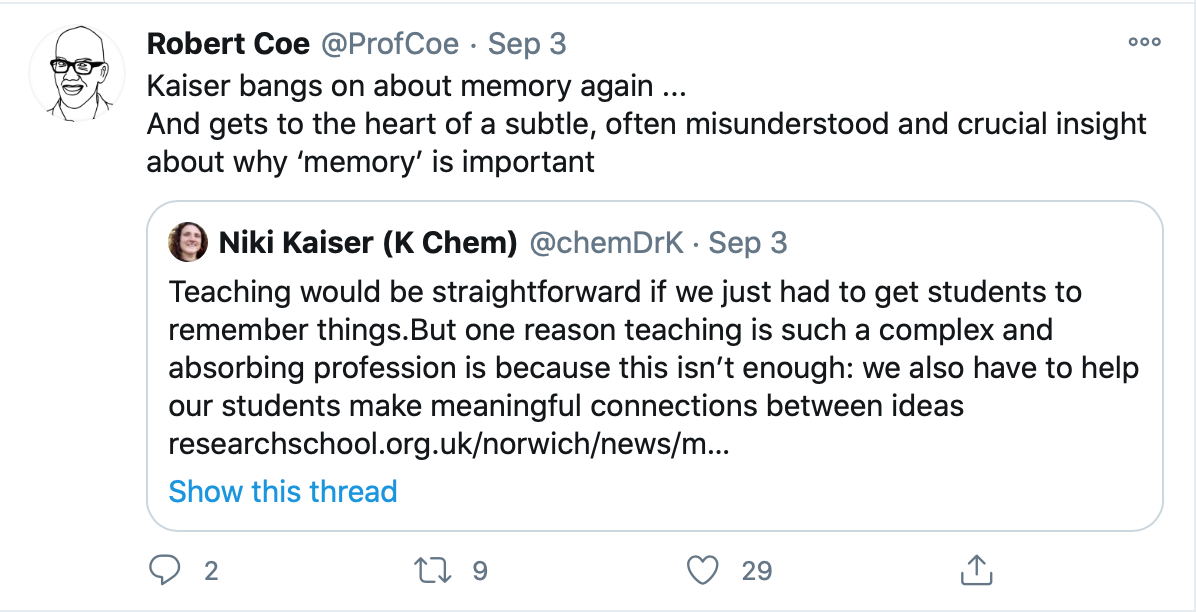 Robert Coe @ProfCoe · Sep 3
Kaiser bangs on about memory again ...
And gets to the heart of a subtle, often misunderstood and crucial insight
about why ‘memory’ is important
Niki Kaiser (K Chem) @chemDrK · Sep 3
Teaching would be straightforward if we just had to get students to
remember things.But one reason teaching is such a complex and
absorbing profession is because this isn’t enough: we also have to help
our students make meaningful connections between ideas
researchschool.org.uk/norwich/news/m...
Show this thread
2 9 29